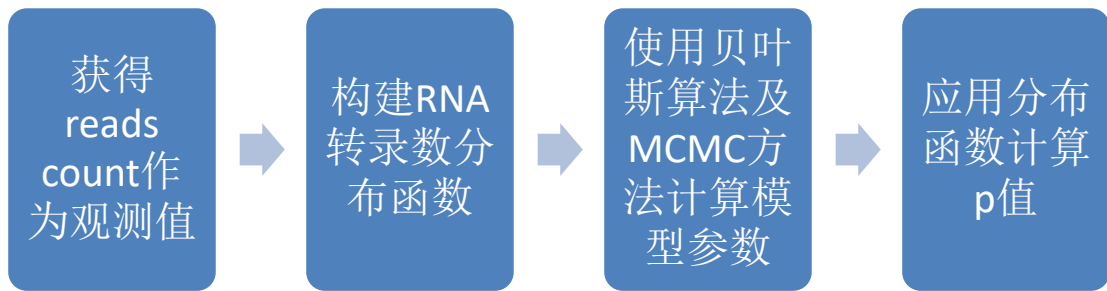 获得
reads
count作
为观测值
构建RNA
转录数分
布函数
使用贝叶
斯算法及
MCMC方
法计算模
型参数
应用分布
函数计算
p值